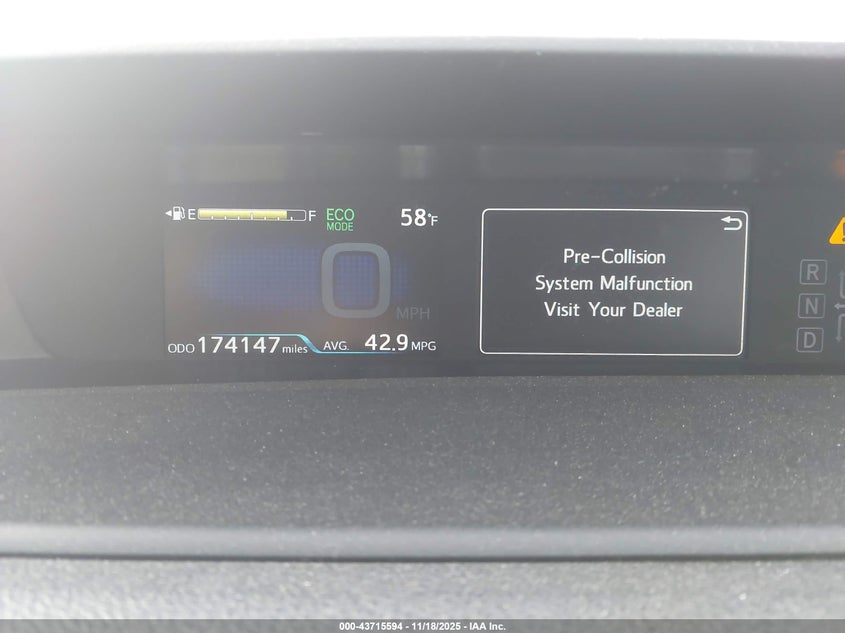 E F ECO MODE 58°F
0 MPH
ODO 174147 miles AVG. 42.9 MPG
Pre-Collision
System Malfunction
Visit Your Dealer
R
N
D
000-43715594 - 11/18/2025 - IAA Inc.